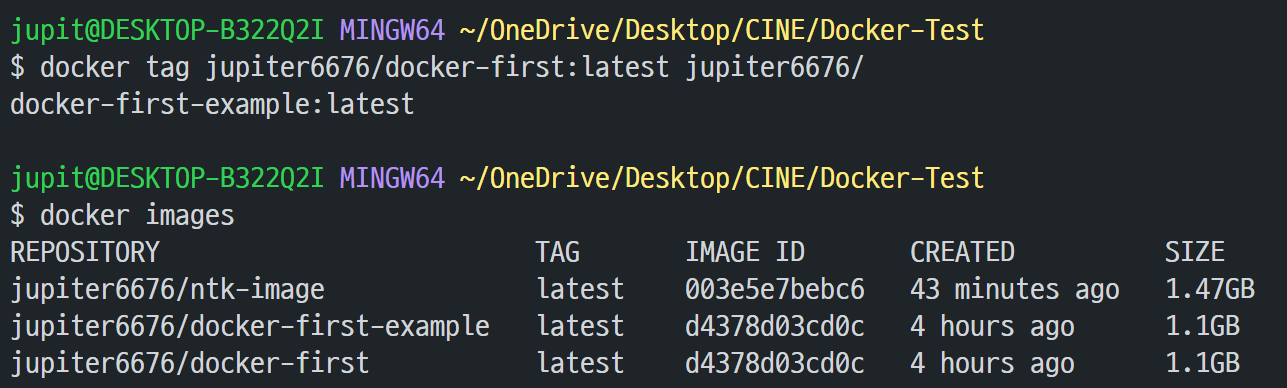 jupit@DESKTOP-B322Q2I MINGW64 ~/OneDrive/Desktop/CINE/Docker-Test
$ docker tag jupiter6676/docker-first:latest jupiter6676/
docker-first-example:latest
jupit@DESKTOP-B322Q2I MINGW64 ~/OneDrive/Desktop/CINE/Docker-Test
$ docker images
REPOSITORY TAG IMAGE ID CREATED SIZE
jupiter6676/ntk-image latest 003e5e7bebc6 43 minutes ago 1.47GB
jupiter6676/docker-first-example latest d4378d03cd0c 4 hours ago 1.1GB
jupiter6676/docker-first latest d4378d03cd0c 4 hours ago 1.1GB